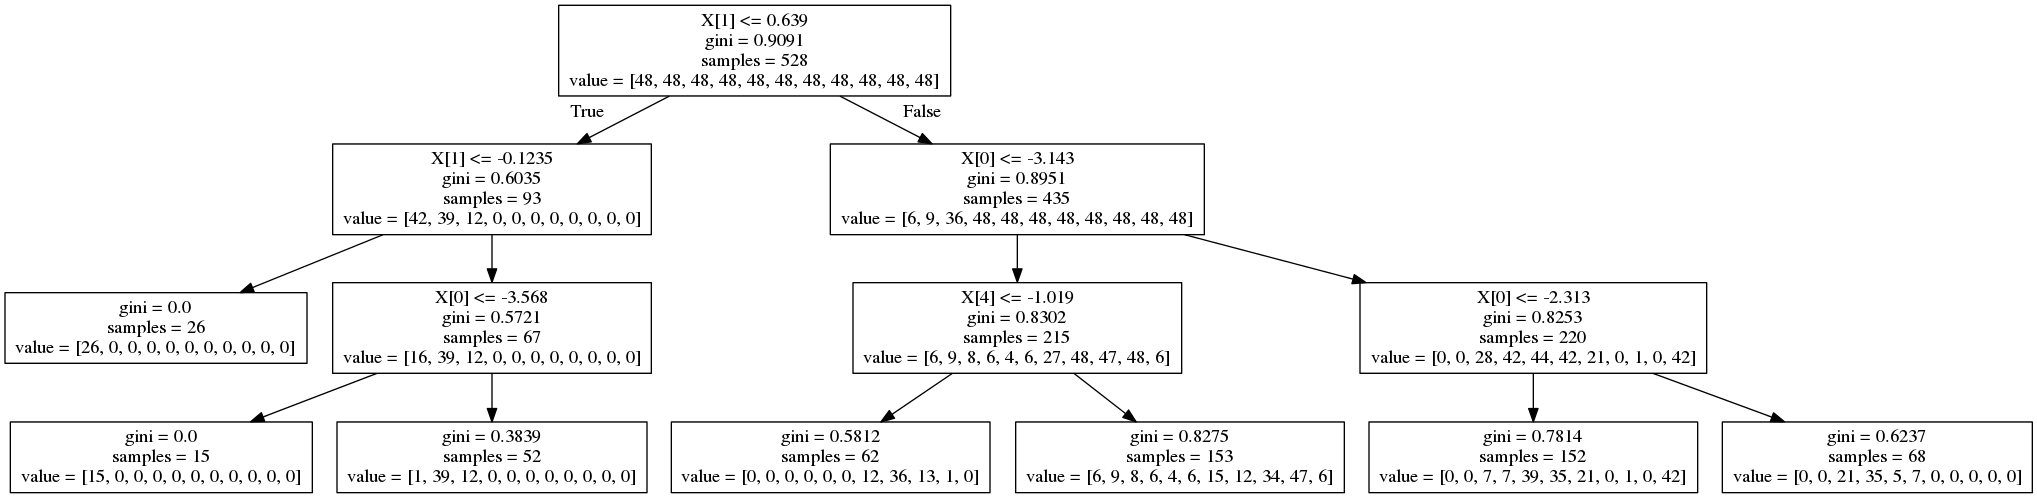 X[1] <= 0.639
gini = 0.9091
samples = 528
value = [48, 48, 48, 48, 48, 48, 48, 48, 48, 48, 48]
True
False
X[1] <= -0.1235
gini = 0.6035
samples = 93
value = [42, 39, 12, 0, 0, 0, 0, 0, 0, 0, 0]
X[0] <= -3.143
gini = 0.8951
samples = 435
value = [6, 9, 36, 48, 48, 48, 48, 48, 48, 48, 48]
gini = 0.0
samples = 26
value = [26, 0, 0, 0, 0, 0, 0, 0, 0, 0, 0]
X[0] <= -3.568
gini = 0.5721
samples = 67
value = [16, 39, 12, 0, 0, 0, 0, 0, 0, 0, 0]
X[4] <= -1.019
gini = 0.8302
samples = 215
value = [6, 9, 8, 6, 4, 6, 27, 48, 47, 48, 6]
X[0] <= -2.313
gini = 0.8253
samples = 220
value = [0, 0, 28, 42, 44, 42, 21, 0, 1, 0, 42]
gini = 0.0
samples = 15
value = [15, 0, 0, 0, 0, 0, 0, 0, 0, 0, 0]
gini = 0.3839
samples = 52
value = [1, 39, 12, 0, 0, 0, 0, 0, 0, 0, 0]
gini = 0.5812
samples = 62
value = [0, 0, 0, 0, 0, 0, 12, 36, 13, 1, 0]
gini = 0.8275
samples = 153
value = [6, 9, 8, 6, 4, 6, 15, 12, 34, 47, 6]
gini = 0.7814
samples = 152
value = [0, 0, 7, 7, 39, 35, 21, 0, 1, 0, 42]
gini = 0.6237
samples = 68
value = [0, 0, 21, 35, 5, 7, 0, 0, 0, 0, 0]